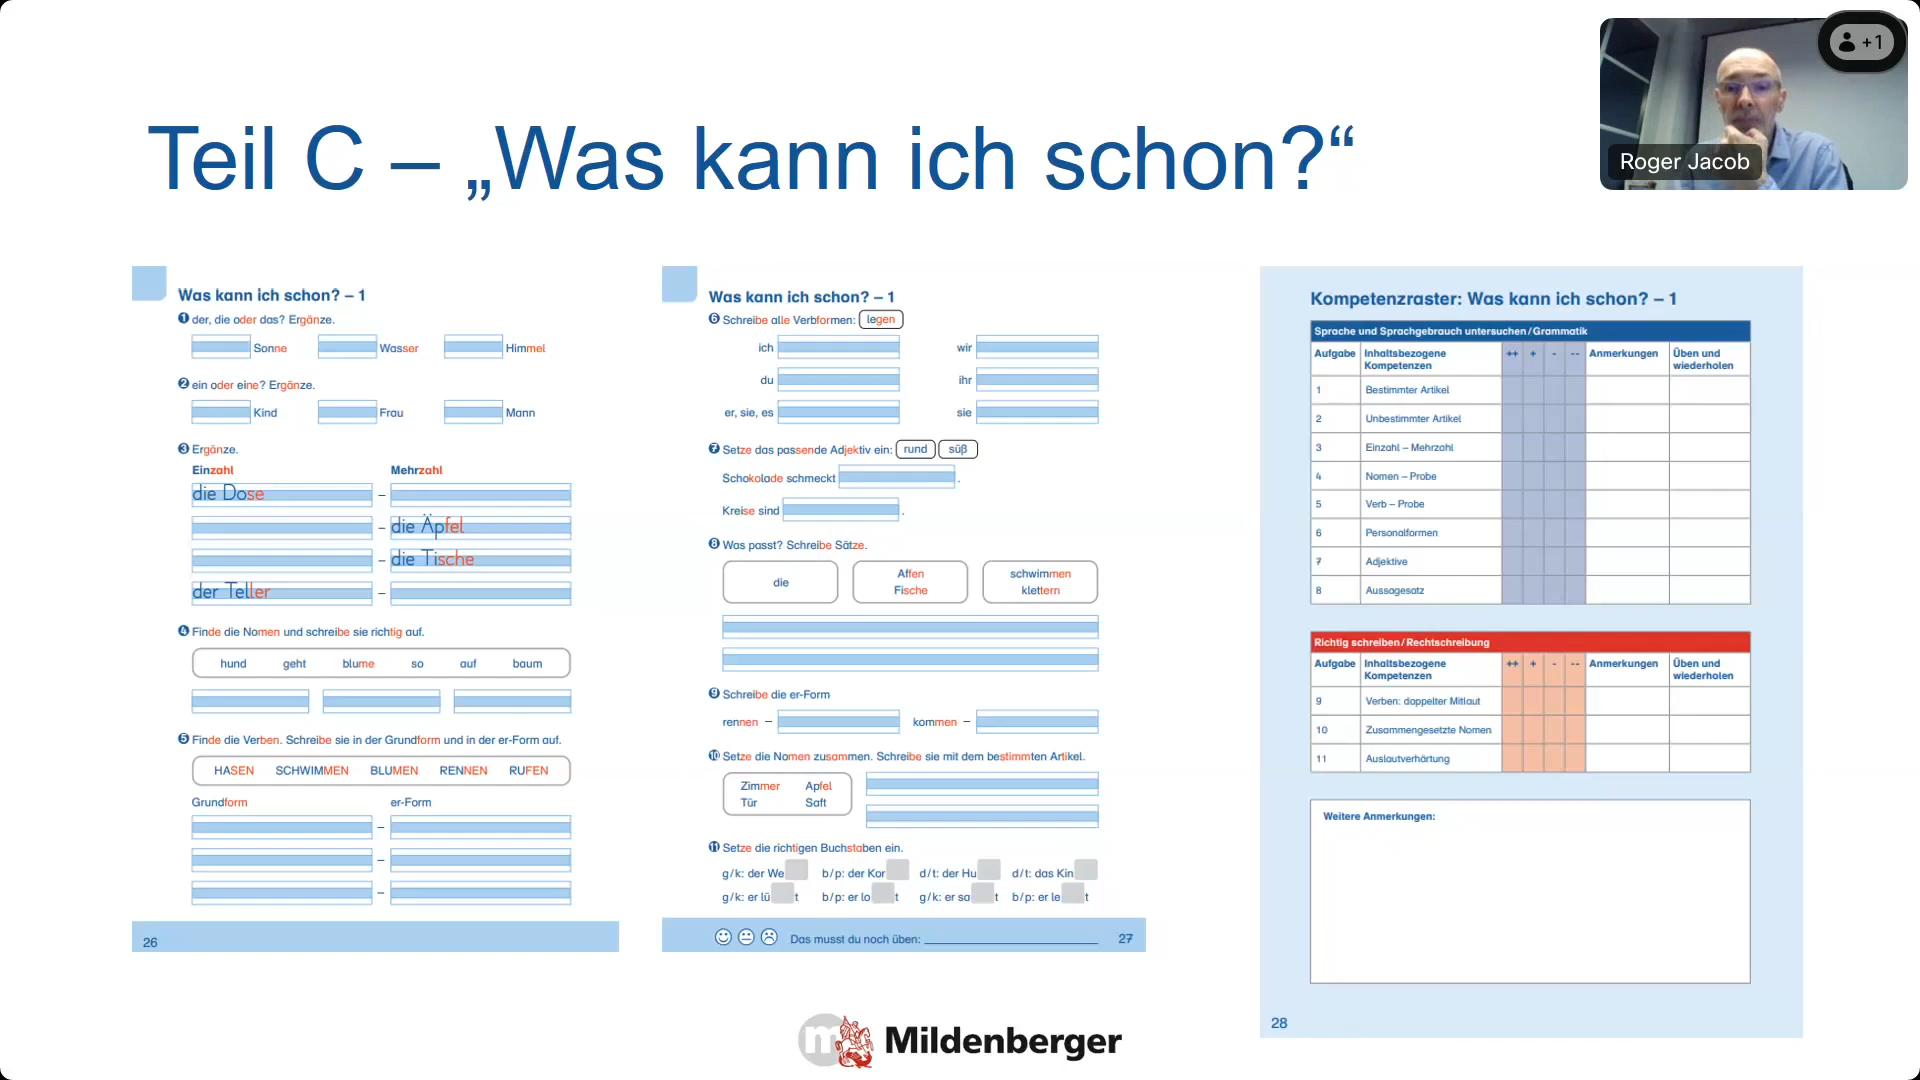 Teil C – „Was kann ich schon?“
+1
Roger Jacob
Was kann ich schon? – 1
1 der, die oder das? Ergänze.
Sonne Wasser Himmel
2 ein oder eine? Ergänze.
Kind Frau Mann
3 Ergänze.
Einzahl Mehrzahl
die Dose –
– die Äpfel
– die Tische
der Teller –
4 Finde die Nomen und schreibe sie richtig auf.
hund geht blume so auf baum
5 Finde die Verben. Schreibe sie in der Grundform und in der er-Form auf.
HASEN SCHWIMMEN BLUMEN RENNEN RUFEN
Grundform er-Form
–
–
–
26
Was kann ich schon? – 1
6 Schreibe alle Verbformen: legen
ich wir
du ihr
er, sie, es sie
7 Setze das passende Adjektiv ein: rund süß
Schokolade schmeckt .
Kreise sind .
8 Was passt? Schreibe Sätze.
die Affen schwimmen
Fische klettern
9 Schreibe die er-Form
rennen – kommen –
10 Setze die Nomen zusammen. Schreibe sie mit dem bestimmten Artikel.
Zimmer Apfel
Tür Saft
11 Setze die richtigen Buchstaben ein.
g/k: der We b/p: der Kor d/t: der Hu d/t: das Kin
g/k: er lü t b/p: er lo t g/k: er sa t b/p: er le t
Das musst du noch üben: 27
Kompetenzraster: Was kann ich schon? – 1
Sprache und Sprachgebrauch untersuchen/Grammatik
Aufgabe Inhaltsbezogene Kompetenzen ++ + - -- Anmerkungen Üben und wiederholen
1 Bestimmter Artikel
2 Unbestimmter Artikel
3 Einzahl – Mehrzahl
4 Nomen – Probe
5 Verb – Probe
6 Personalformen
7 Adjektive
8 Aussagesatz
Richtig schreiben/Rechtschreibung
Aufgabe Inhaltsbezogene Kompetenzen ++ + - -- Anmerkungen Üben und wiederholen
9 Verben: doppelter Mitlaut
10 Zusammengesetzte Nomen
11 Auslautverhärtung
Weitere Anmerkungen:
28
m Mildenberger